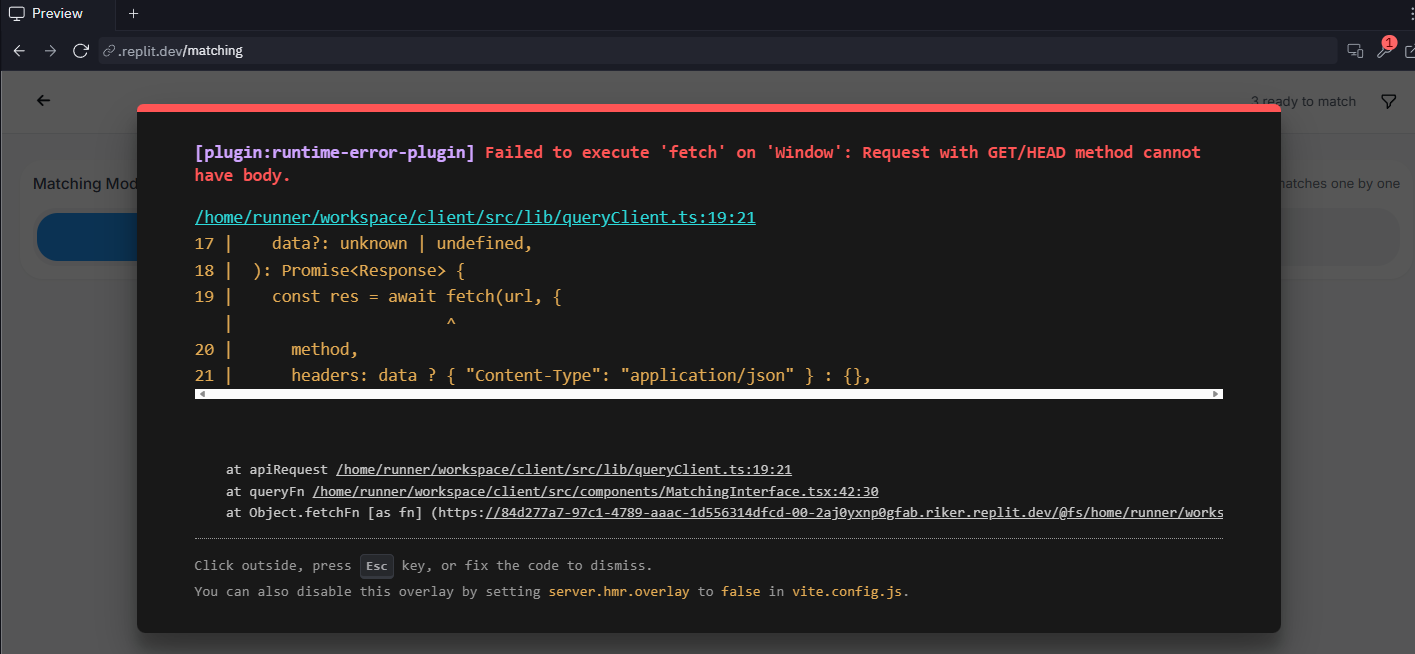 Preview
.replit.dev/matching
1
3 ready to match
[plugin:runtime-error-plugin] Failed to execute 'fetch' on 'Window': Request with GET/HEAD method cannot
have body.
Matching Mod
matches one by one
/home/runner/workspace/client/src/lib/queryClient.ts:19:21
17 |    data?: unknown | undefined,
18 |  ): Promise<Response> {
19 |    const res = await fetch(url, {
   |                      ^
20 |      method,
21 |      headers: data ? { "Content-Type": "application/json" } : {},
at apiRequest /home/runner/workspace/client/src/lib/queryClient.ts:19:21
at queryFn /home/runner/workspace/client/src/components/MatchingInterface.tsx:42:30
at Object.fetchFn [as fn] (https://84d277a7-97c1-4789-aaac-1d556314dfcd-00-2aj0yxnp0gfab.riker.replit.dev/@fs/home/runner/works
Click outside, press Esc key, or fix the code to dismiss.
You can also disable this overlay by setting server.hmr.overlay to false in vite.config.js.